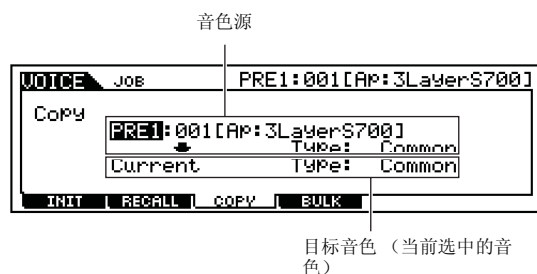 音色源
VOICE JOB PRE1:001[AP:3LayerS700]
Copy
PRE1:001[AP:3LayerS700]
Type: Common
Current Type: Common
INIT RECALL COPY BULK
目标音色 （当前选中的音
色）